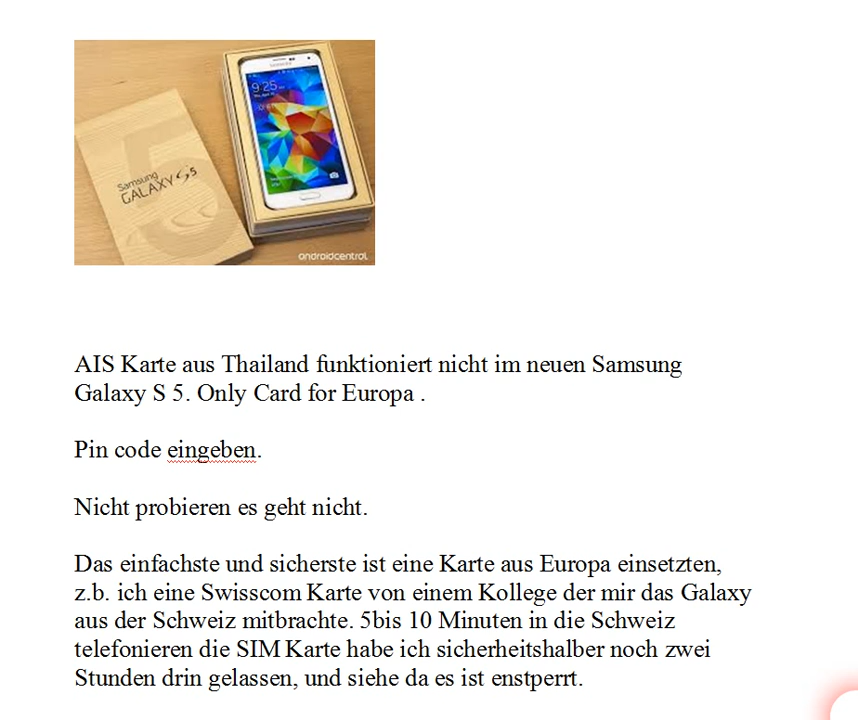 9:25
SAMSUNG
Samsung
GALAXY S5
androidcentral
AIS Karte aus Thailand funktioniert nicht im neuen Samsung
Galaxy S 5. Only Card for Europa .
Pin code eingeben.
Nicht probieren es geht nicht.
Das einfachste und sicherste ist eine Karte aus Europa einsetzten,
z.b. ich eine Swisscom Karte von einem Kollege der mir das Galaxy
aus der Schweiz mitbrachte. 5bis 10 Minuten in die Schweiz
telefonieren die SIM Karte habe ich sicherheitshalber noch zwei
Stunden drin gelassen, und siehe da es ist enstperrt.